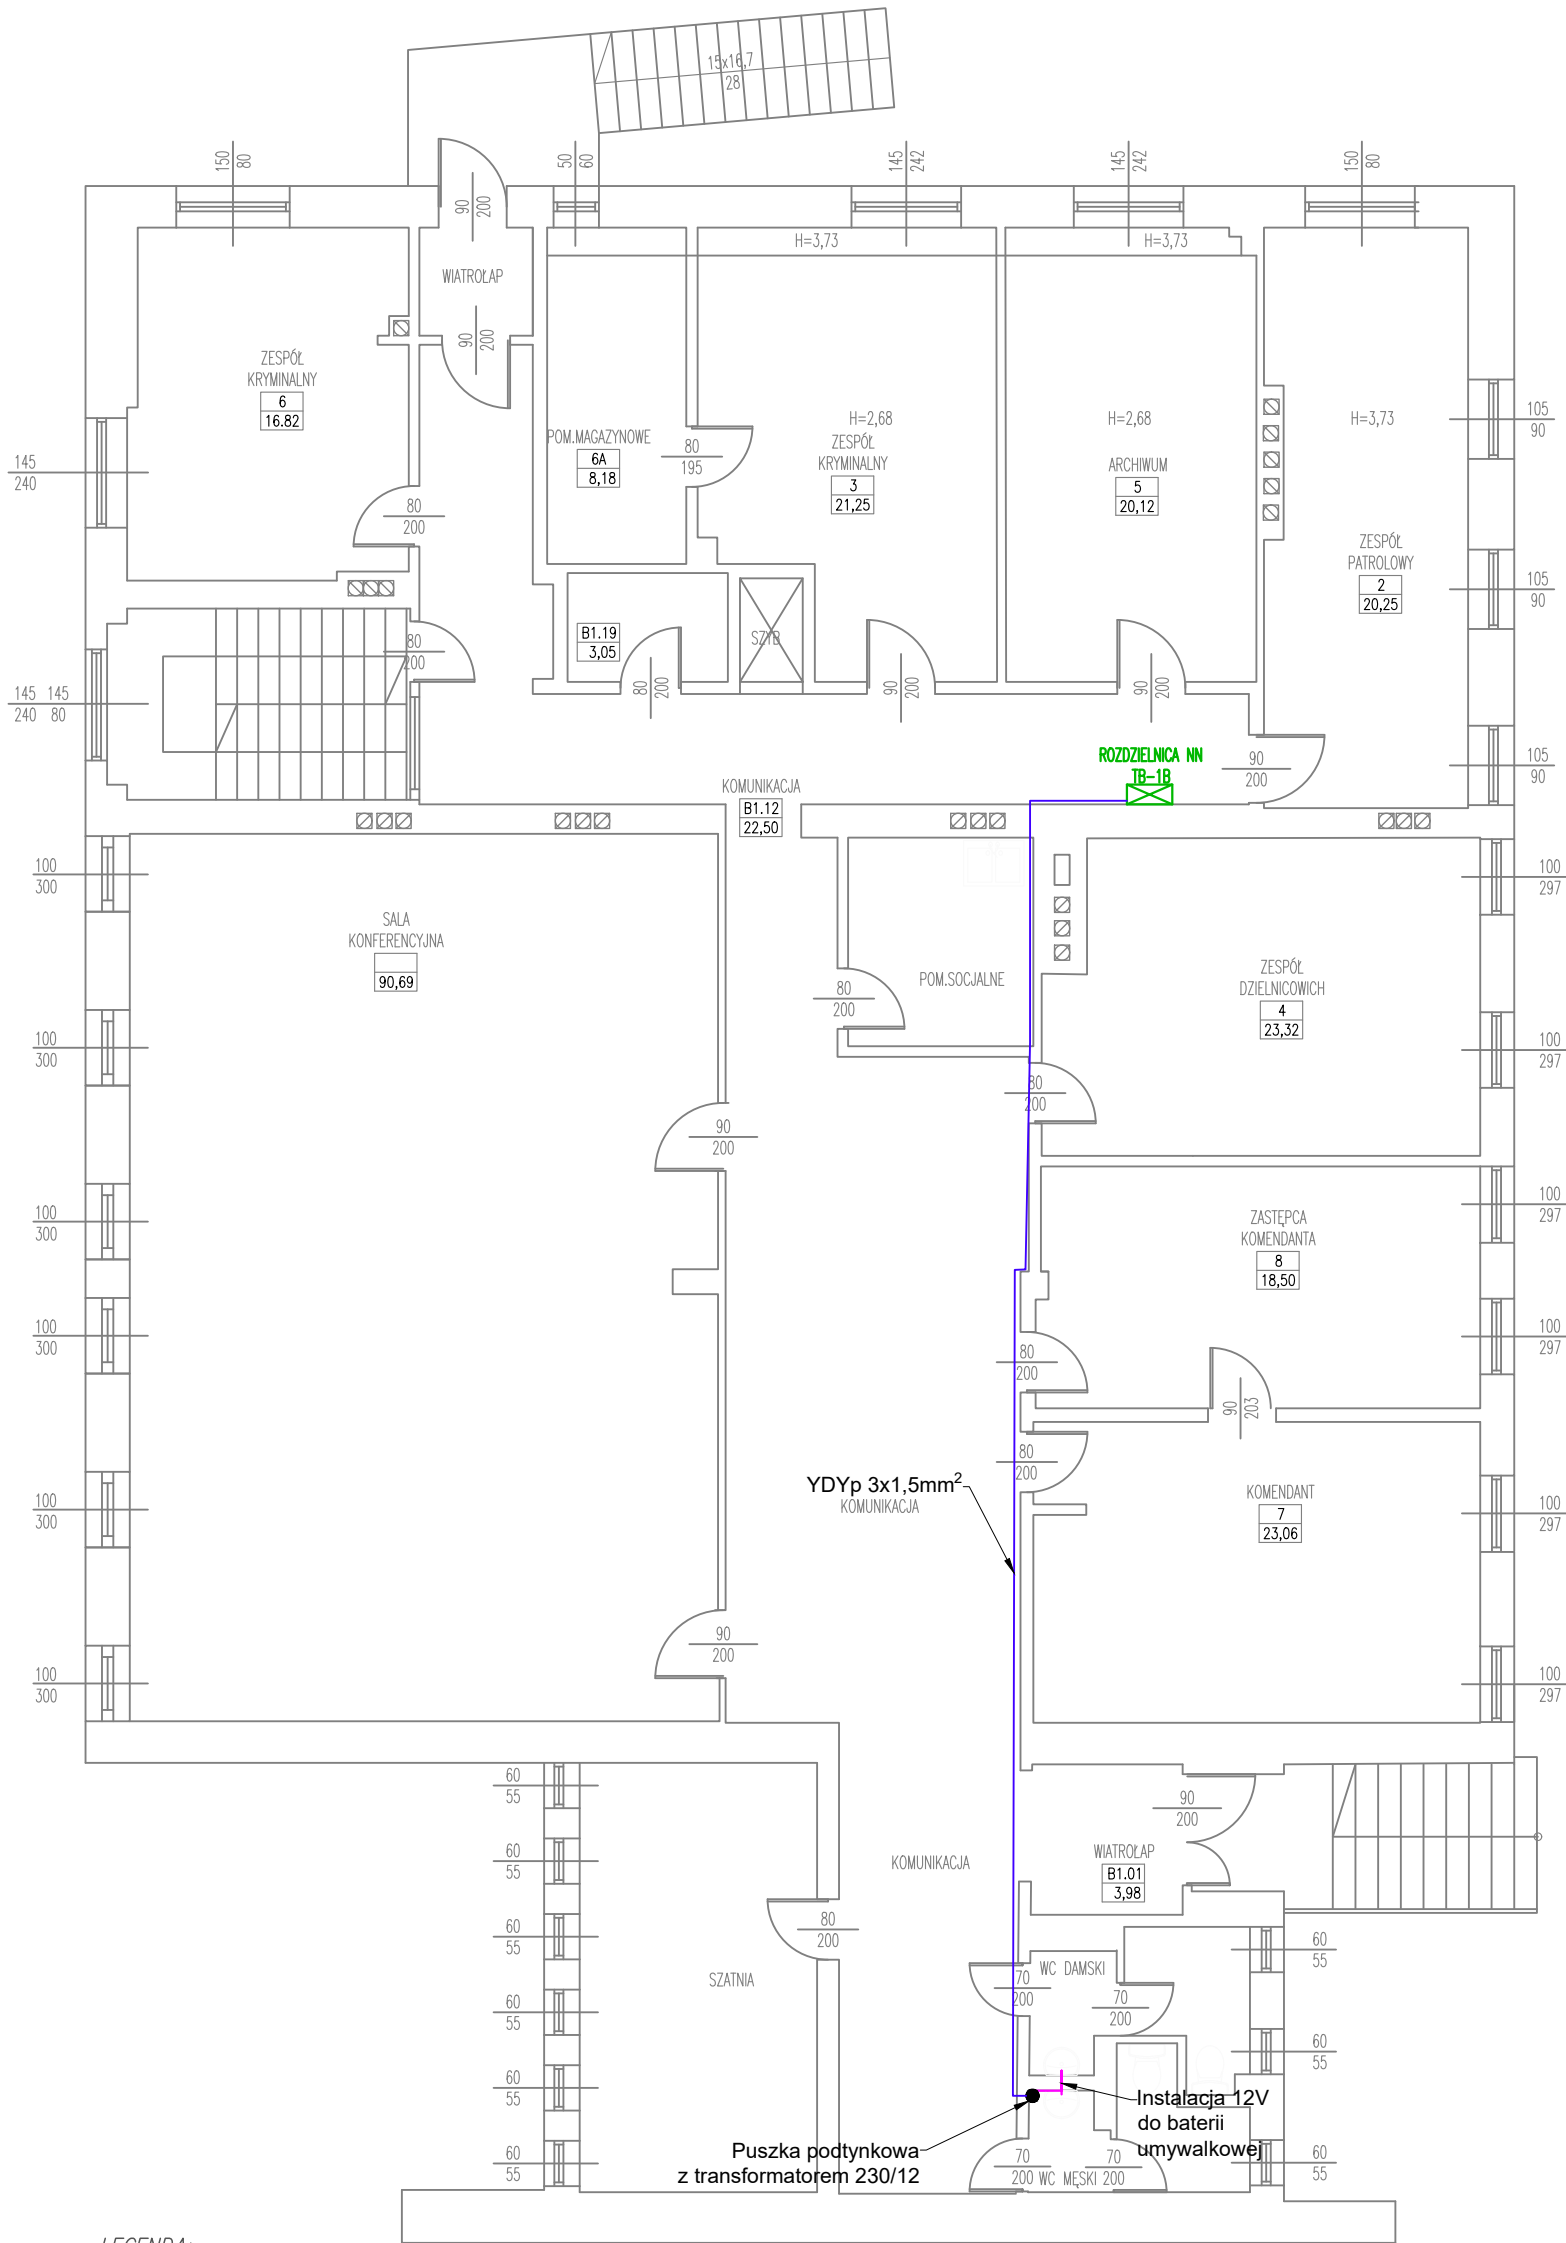 15x16,7
28
150
80
50
60
145
242
145
242
150
80
90
200
H=3,73
H=3,73
WIATROŁAP
90
200
ZESPÓŁ
KRYMINALNY
6
16.82
105
90
H=2,68
H=2,68
H=3,73
POM.MAGAZYNOWE
6A
8,18
80
195
ZESPÓŁ
KRYMINALNY
3
21,25
ARCHIWUM
5
20,12
145
240
80
200
ZESPÓŁ
PATROLOWY
2
20,25
105
90
B1.19
3,05
SZYB
80
200
80
200
90
200
90
200
145
240
145
80
ROZDZIELNICA NN
TB-1B
90
200
105
90
KOMUNIKACJA
B1.12
22,50
100
300
100
297
SALA
KONFERENCYJNA
90,69
POM.SOCJALNE
80
200
ZESPÓŁ
DZIELNICOWICH
4
23,32
100
300
100
297
80
200
90
200
100
300
ZASTĘPCA
KOMENDANTA
8
18,50
100
297
100
300
80
200
100
297
90
203
80
200
YDYp 3x1,5mm²
KOMUNIKACJA
KOMENDANT
7
23,06
100
300
100
297
90
200
100
300
100
297
60
55
90
200
60
55
KOMUNIKACJA
WIATROŁAP
B1.01
3,98
60
55
80
200
60
55
SZATNIA
WC DAMSKI
70
200
70
200
60
55
60
55
60
55
Instalacja 12V
do baterii
umywalkowej
Puszka podtynkowa
z transformatorem 230/12
70
200
WC MĘSKI
70
200
60
55
60
55
LEGENDA: